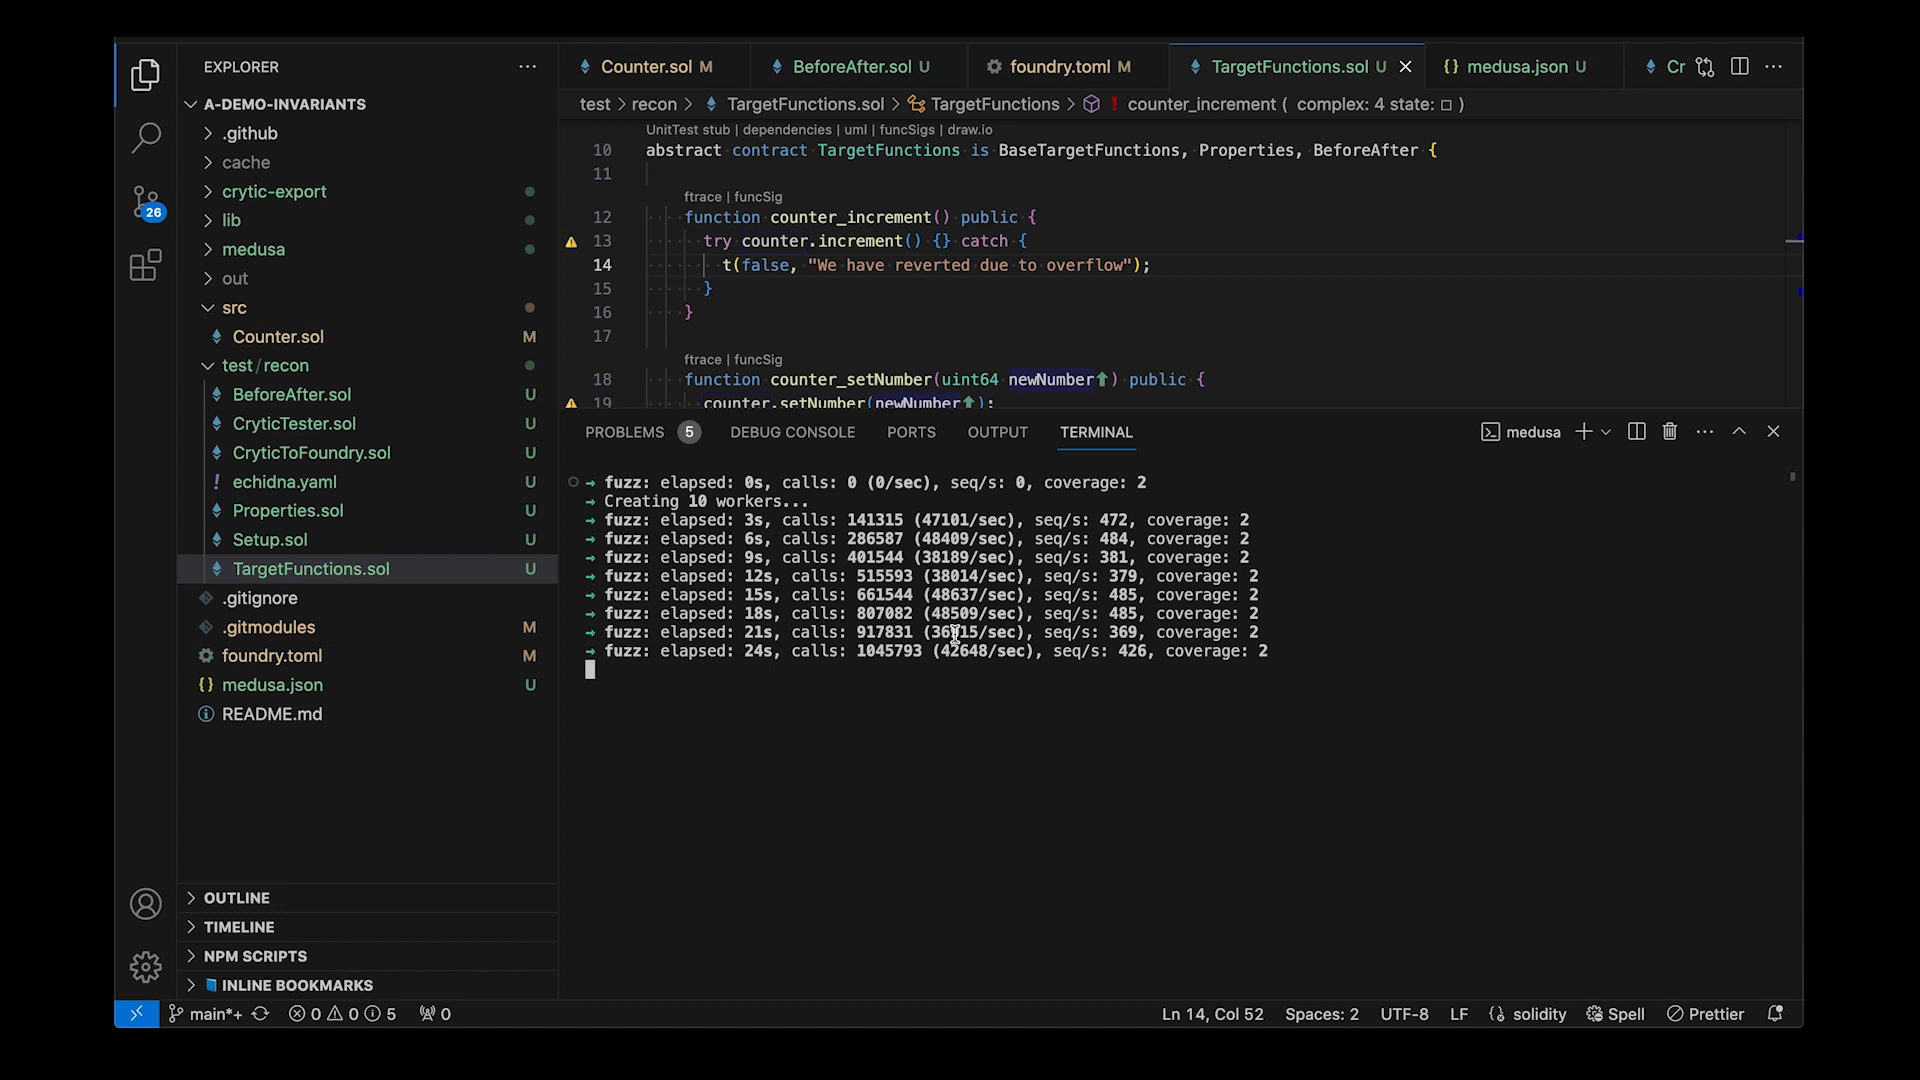 EXPLORER
A-DEMO-INVARIANTS
.github
cache
crytic-export
lib
medusa
out
src
Counter.sol M
test/recon
BeforeAfter.sol U
CryticTester.sol U
CryticToFoundry.sol U
! echidna.yaml U
Properties.sol U
Setup.sol U
TargetFunctions.sol U
.gitignore
.gitmodules M
foundry.toml M
{} medusa.json U
README.md
OUTLINE
TIMELINE
NPM SCRIPTS
INLINE BOOKMARKS
26
Counter.sol M
BeforeAfter.sol U
foundry.toml M
TargetFunctions.sol U
{} medusa.json U
Cr
test > recon > TargetFunctions.sol > TargetFunctions > ! counter_increment ( complex: 4 state: □ )
UnitTest stub | dependencies | uml | funcSigs | draw.io
10 abstract contract TargetFunctions is BaseTargetFunctions, Properties, BeforeAfter {
11
ftrace | funcSig
12 function counter_increment() public {
13 try counter.increment() {} catch {
14 t(false, "We have reverted due to overflow");
15 }
16 }
17
ftrace | funcSig
18 function counter_setNumber(uint64 newNumber⬆) public {
19 counter.setNumber(newNumber⬆);
PROBLEMS 5 DEBUG CONSOLE PORTS OUTPUT TERMINAL
medusa
→ fuzz: elapsed: 0s, calls: 0 (0/sec), seq/s: 0, coverage: 2
→ Creating 10 workers...
→ fuzz: elapsed: 3s, calls: 141315 (47101/sec), seq/s: 472, coverage: 2
→ fuzz: elapsed: 6s, calls: 286587 (48409/sec), seq/s: 484, coverage: 2
→ fuzz: elapsed: 9s, calls: 401544 (38189/sec), seq/s: 381, coverage: 2
→ fuzz: elapsed: 12s, calls: 515593 (38014/sec), seq/s: 379, coverage: 2
→ fuzz: elapsed: 15s, calls: 661544 (48637/sec), seq/s: 485, coverage: 2
→ fuzz: elapsed: 18s, calls: 807082 (48509/sec), seq/s: 485, coverage: 2
→ fuzz: elapsed: 21s, calls: 917831 seq/s: 369, coverage: 2
→ fuzz: elapsed: 24s, calls: 1045793 (42648/sec), seq/s: 426, coverage: 2
main*+ 0 0 5 0
Ln 14, Col 52 Spaces: 2 UTF-8 LF solidity Spell Prettier